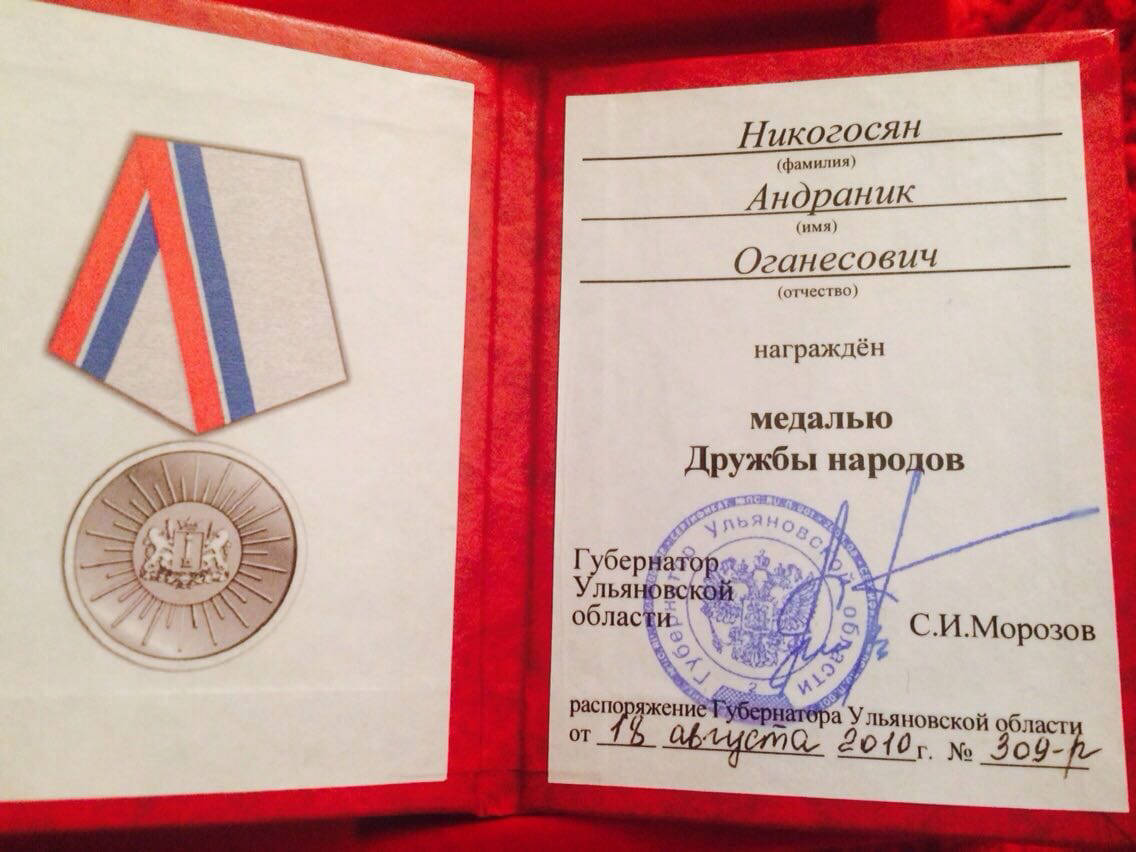 Никогосян
(фамилия)
Андраник
(имя)
Оганесович
(отчество)
награждён
медалью
Дружбы народов
Губернатор
Ульяновской
области
С.И.Морозов
Губернатор Ульяновской области
2
распоряжение Губернатора Ульяновской области
от 18 августа 2010 г. № 309-р